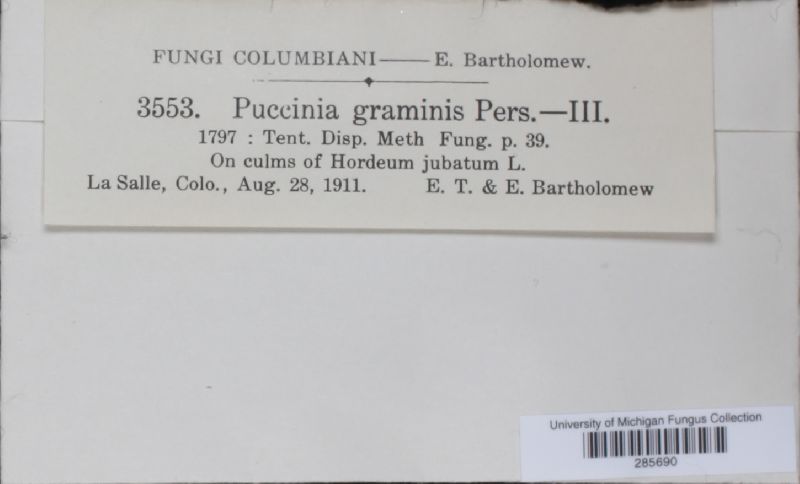 FUNGI COLUMBIANI—— E. Bartholomew.
3553. Puccinia graminis Pers.—III.
1797 : Tent. Disp. Meth Fung. p. 39.
On culms of Hordeum jubatum L.
La Salle, Colo., Aug. 28, 1911. E. T. & E. Bartholomew
University of Michigan Fungus Collection
285690